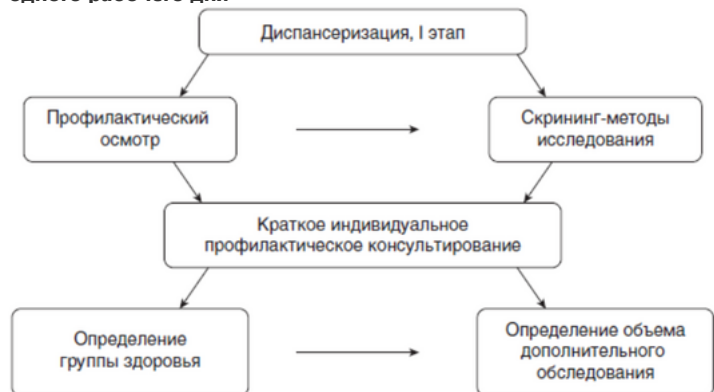 одного рабочего дня
Диспансеризация, I этап
Профилактический
осмотр
Скрининг-методы
исследования
Краткое индивидуальное
профилактическое консультирование
Определение
группы здоровья
Определение объема
дополнительного
обследования